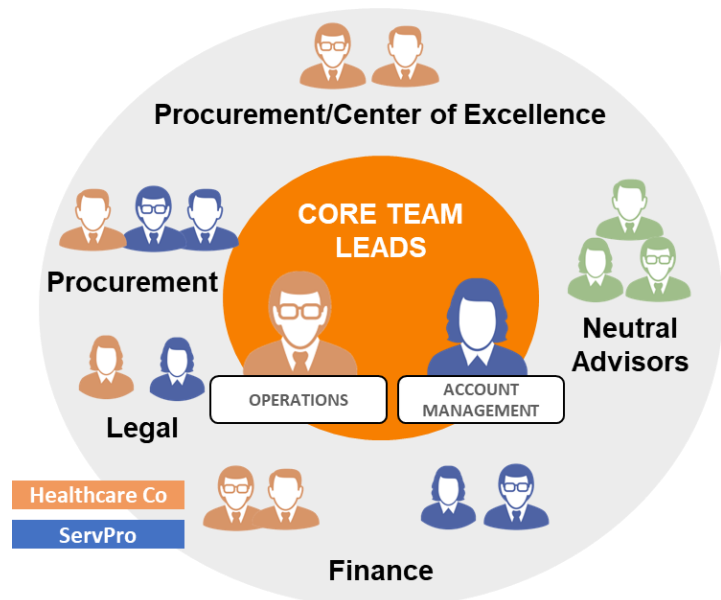 Procurement/Center of Excellence
CORE TEAM
LEADS
Procurement
Neutral
Advisors
OPERATIONS
ACCOUNT
MANAGEMENT
Legal
Healthcare Co
ServPro
Finance